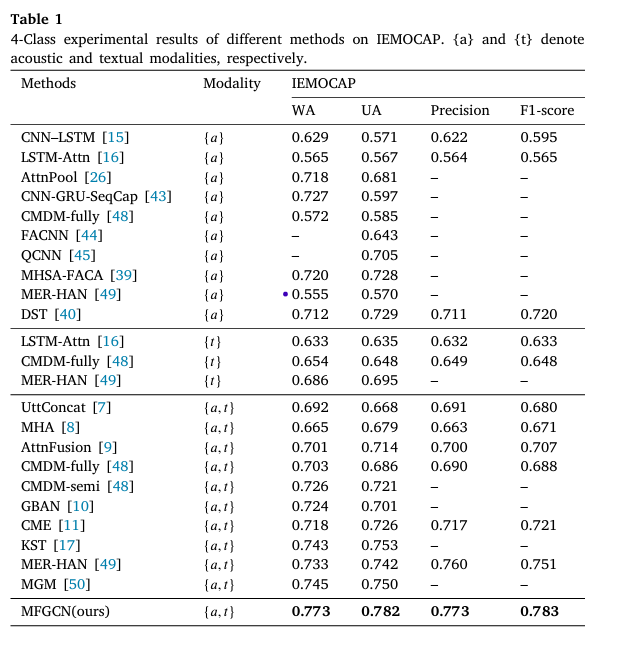 Table 1
4-Class experimental results of different methods on IEMOCAP. {a} and {t} denote
acoustic and textual modalities, respectively.
Methods Modality IEMOCAP
WA UA Precision F1-score
CNN–LSTM [15] {a} 0.629 0.571 0.622 0.595
LSTM-Attn [16] {a} 0.565 0.567 0.564 0.565
AttnPool [26] {a} 0.718 0.681 – –
CNN-GRU-SeqCap [43] {a} 0.727 0.597 – –
CMDM-fully [48] {a} 0.572 0.585 – –
FACNN [44] {a} – 0.643 – –
QCNN [45] {a} – 0.705 – –
MHSA-FACA [39] {a} 0.720 0.728 – –
MER-HAN [49] {a} 0.555 0.570 – –
DST [40] {a} 0.712 0.729 0.711 0.720
LSTM-Attn [16] {t} 0.633 0.635 0.632 0.633
CMDM-fully [48] {t} 0.654 0.648 0.649 0.648
MER-HAN [49] {t} 0.686 0.695 – –
UttConcat [7] {a, t} 0.692 0.668 0.691 0.680
MHA [8] {a, t} 0.665 0.679 0.663 0.671
AttnFusion [9] {a, t} 0.701 0.714 0.700 0.707
CMDM-fully [48] {a, t} 0.703 0.686 0.690 0.688
CMDM-semi [48] {a, t} 0.726 0.721 – –
GBAN [10] {a, t} 0.724 0.701 – –
CME [11] {a, t} 0.718 0.726 0.717 0.721
KST [17] {a, t} 0.743 0.753 – –
MER-HAN [49] {a, t} 0.733 0.742 0.760 0.751
MGM [50] {a, t} 0.745 0.750 – –
MFGCN(ours) {a, t} 0.773 0.782 0.773 0.783